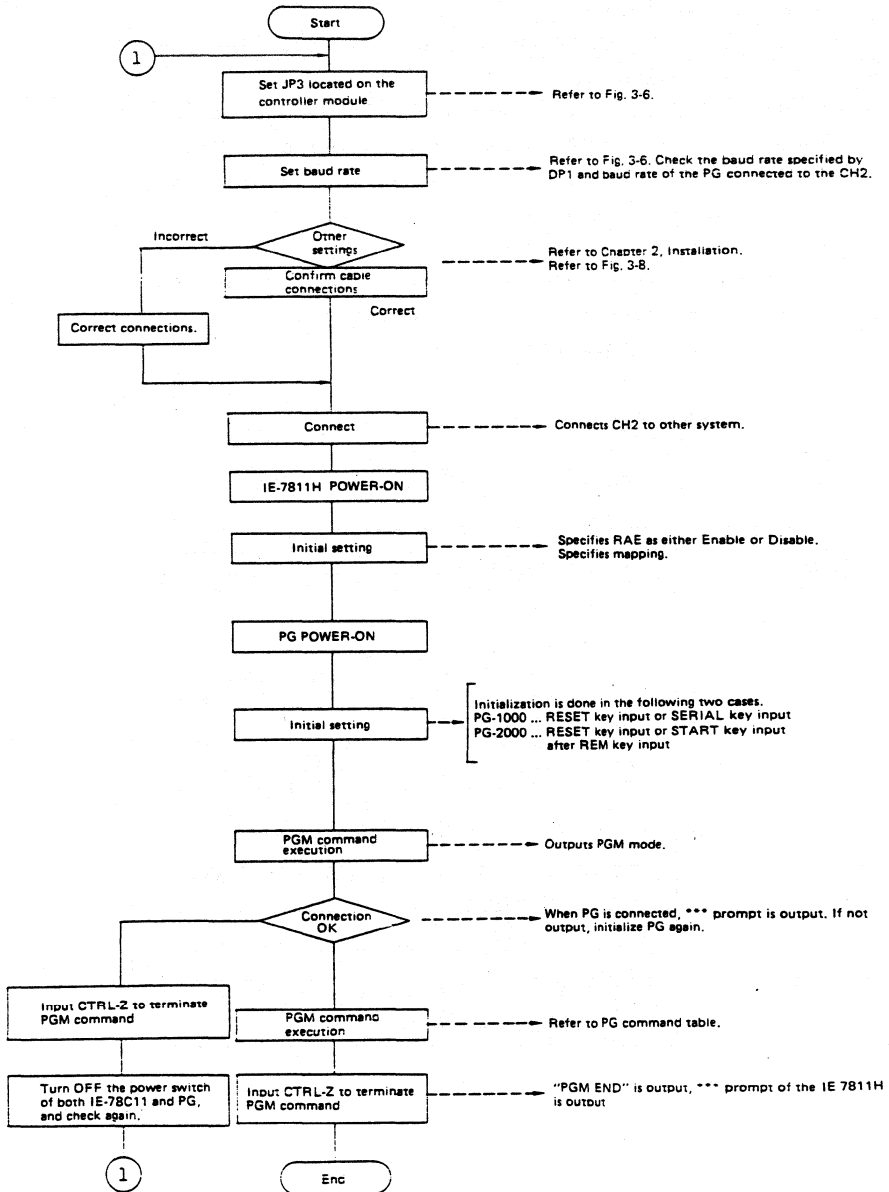 Start
1
Set JP3 located on the
controller module
Refer to Fig. 3-6.
Set baud rate
Refer to Fig. 3-6. Check the baud rate specified by
DP1 and baud rate of the PG connected to the CH2.
Incorrect
Other
settings
Refer to Chapter 2, Installation.
Refer to Fig. 3-8.
Confirm cable
connections
Correct
Correct connections.
Connect
Connects CH2 to other system.
IE-7811H POWER-ON
Initial setting
Specifies RAE as either Enable or Disable.
Specifies mapping.
PG POWER-ON
Initial setting
Initialization is done in the following two cases.
PG-1000 ... RESET key input or SERIAL key input
PG-2000 ... RESET key input or START key input
after REM key input
PGM command
execution
Outputs PGM mode.
Connection
OK
When PG is connected, *** prompt is output. If not
output, initialize PG again.
Input CTRL-Z to terminate
PGM command
PGM command
execution
Refer to PG command table.
Turn OFF the power switch
of both IE-78C11 and PG,
and check again.
Input CTRL-Z to terminate
PGM command
"PGM END" is output, *** prompt of the IE 7811H
is output
1
End